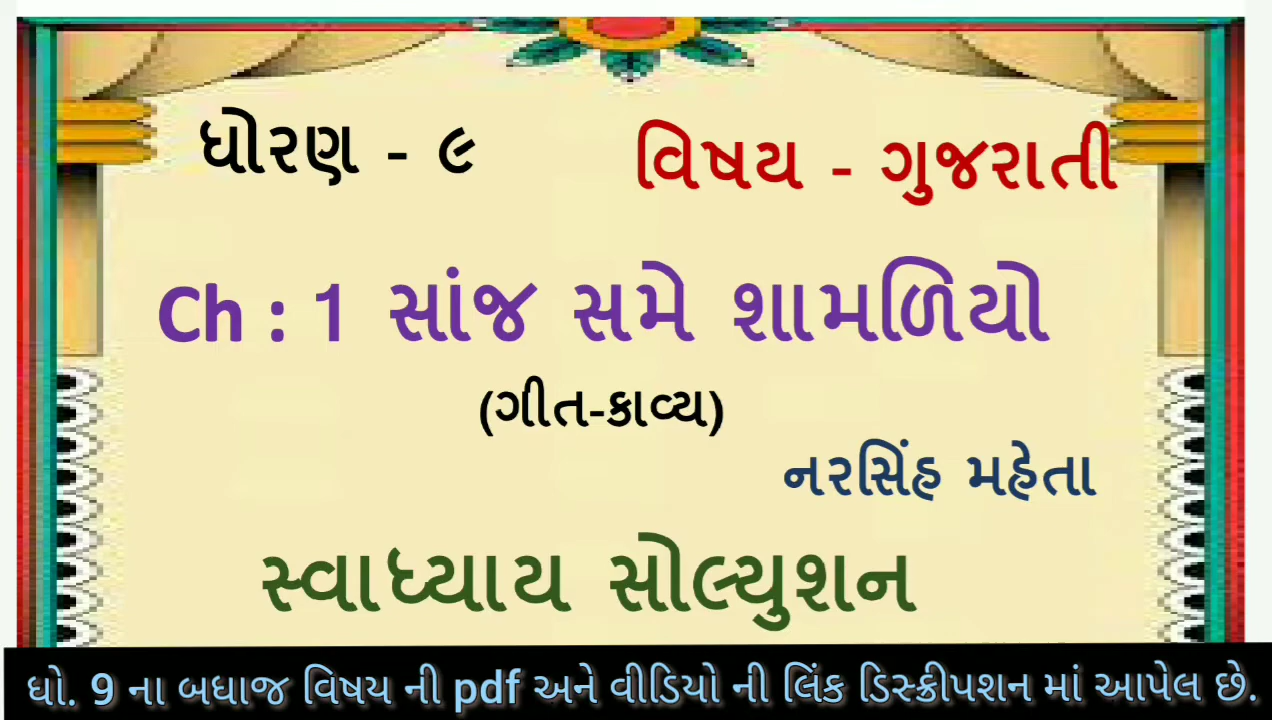 ધોરણ - ૯
વિષય - ગુજરાતી
Ch : 1 સાંજ સમે શામળિયો
(ગીત-કાવ્ય)
નરસિંહ મહેતા
સ્વાધ્યાય સોલ્યુશન
ધો. 9 ના બધાજ વિષય ની pdf અને વીડિયો ની લિંક ડિસ્ક્રીપશન માં આપેલ છે.